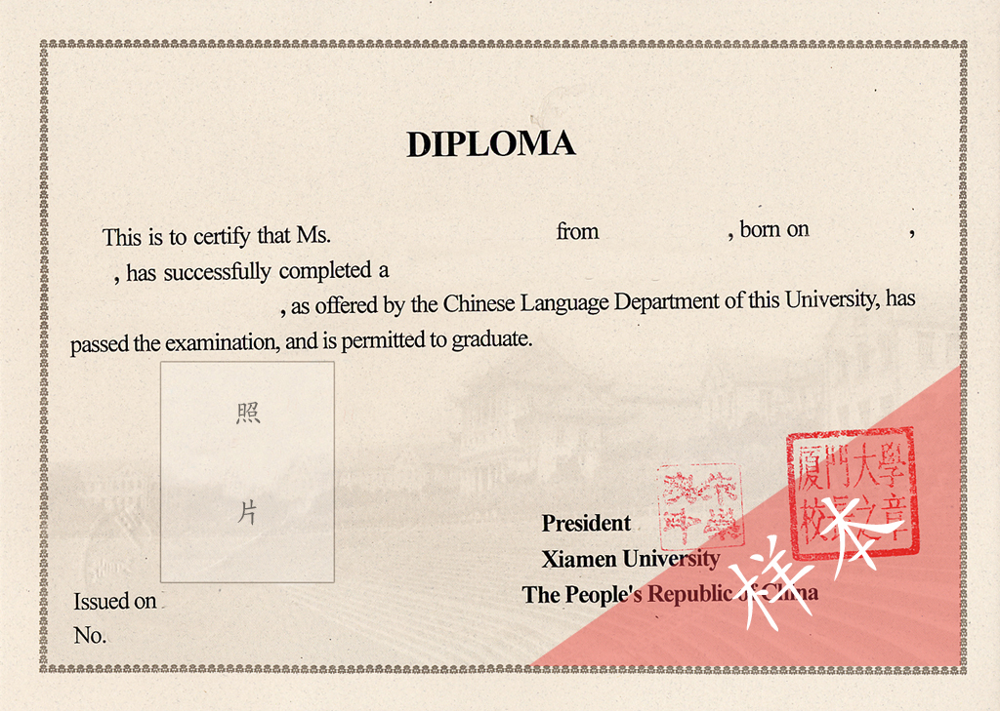 DIPLOMA
This is to certify that Ms. from , born on ,
, has successfully completed a
, as offered by the Chinese Language Department of this University, has
passed the examination, and is permitted to graduate.
照
片
厦門大學
校長之章
President
Xiamen University
The People's Republic of China
样本
Issued on
No.